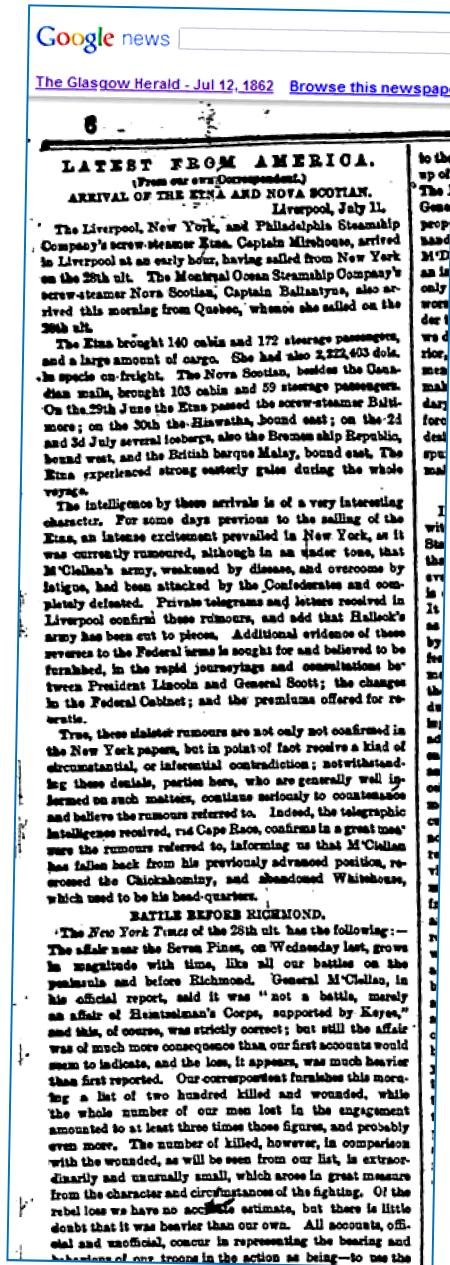 Google news
The Glasgow Herald - Jul 12, 1862 Browse this newspap
6
LATEST FROM AMERICA.
(From our own Correspondent.)
ARRIVAL OF THE ETNA AND NOVA SCOTIAN.
Liverpool, July 11.
The Liverpool, New York, and Philadelphia Steamship
Company's screw-steamer Etna, Captain Mirehouse, arrived
in Liverpool at an early hour, having sailed from New York
on the 28th ult. The Montreal Ocean Steamship Company's
screw-steamer Nova Scotian, Captain Ballantyne, also ar-
rived this morning from Quebec, whence she sailed on the
ult.
The Etna brought 140 cabin and 172 steerage passengers,
and a large amount of cargo. She had also 2,222,403 dols.
in specie on freight. The Nova Scotian, besides the Cana-
dian mails, brought 103 cabin and 59 steerage passengers.
On the 29th June the Etna passed the screw-steamer Balti-
more; on the 30th the Hiawatha, bound east; on the 2d
and 3d July several icebergs, also the Bremen ship Republic,
bound west, and the British barque Malay, bound east. The
Etna experienced strong easterly gales during the whole
voyage.
The intelligence by these arrivals is of a very interesting
character. For some days previous to the sailing of the
Etna, an intense excitement prevailed in New York, as it
was currently rumoured, although in an under tone, that
M'Clellan's army, weakened by disease, and overcome by
fatigue, had been attacked by the Confederates and com-
pletely defeated. Private telegrams and letters received in
Liverpool confirm these rumours, and add that Halleck's
army has been cut to pieces. Additional evidence of these
reverses to the Federal arms is sought for and believed to be
furnished, in the rapid journeyings and consultations be-
tween President Lincoln and General Scott; the changes
in the Federal Cabinet; and the premiums offered for re-
cruits.
True, these sinister rumours are not only not confirmed in
the New York papers, but in point of fact receive a kind of
circumstantial, or inferential contradiction; notwithstand-
ing these denials, parties here, who are generally well in-
formed on such matters, continue seriously to countenance
and believe the rumours referred to. Indeed, the telegraphic
intelligence received, via Cape Race, confirms in a great mea-
sure the rumours referred to, informing us that M'Clellan
has fallen back from his previously advanced position, re-
crossed the Chickahominy, and abandoned Whitehouse,
which used to be his head-quarters.
BATTLE BEFORE RICHMOND.
The New York Times of the 28th ult. has the following:—
The affair near the Seven Pines, on Wednesday last, grows
in magnitude with time, like all our battles on the
peninsula and before Richmond. General M'Clellan, in
his official report, said it was "not a battle, merely
an affair of Heintzelman's Corps, supported by Keyes,"
and this, of course, was strictly correct; but still the affair
was of much more consequence than our first accounts would
seem to indicate, and the loss, it appears, was much heavier
than first reported. Our correspondent furnishes this morn-
ing a list of two hundred killed and wounded, while
the whole number of our men lost in the engagement
amounted to at least three times those figures, and probably
even more. The number of killed, however, in comparison
with the wounded, as will be seen from our list, is extraor-
dinarily and unusually small, which arose in great measure
from the character and circumstances of the fighting. Of the
rebel loss we have no accurate estimate, but there is little
doubt that it was heavier than our own. All accounts, offi-
cial and unofficial, concur in representing the bearing and
behaviour of our troops in the action as being—to use the